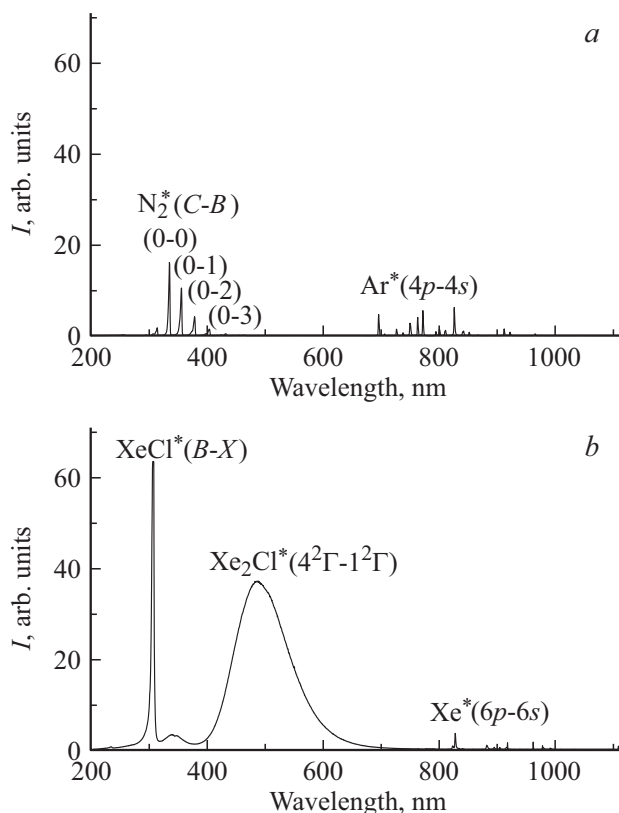 a
60
40
20
0
I, arb. units
N₂*(C-B)
(0-0)
(0-1)
(0-2)
(0-3)
Ar*(4p-4s)
200 400 600 800 1000
Wavelength, nm
b
XeCl*(B-X)
60
40
20
0
I, arb. units
Xe₂Cl*(4²Γ-1²Γ)
Xe*(6p-6s)
200 400 600 800 1000
Wavelength, nm